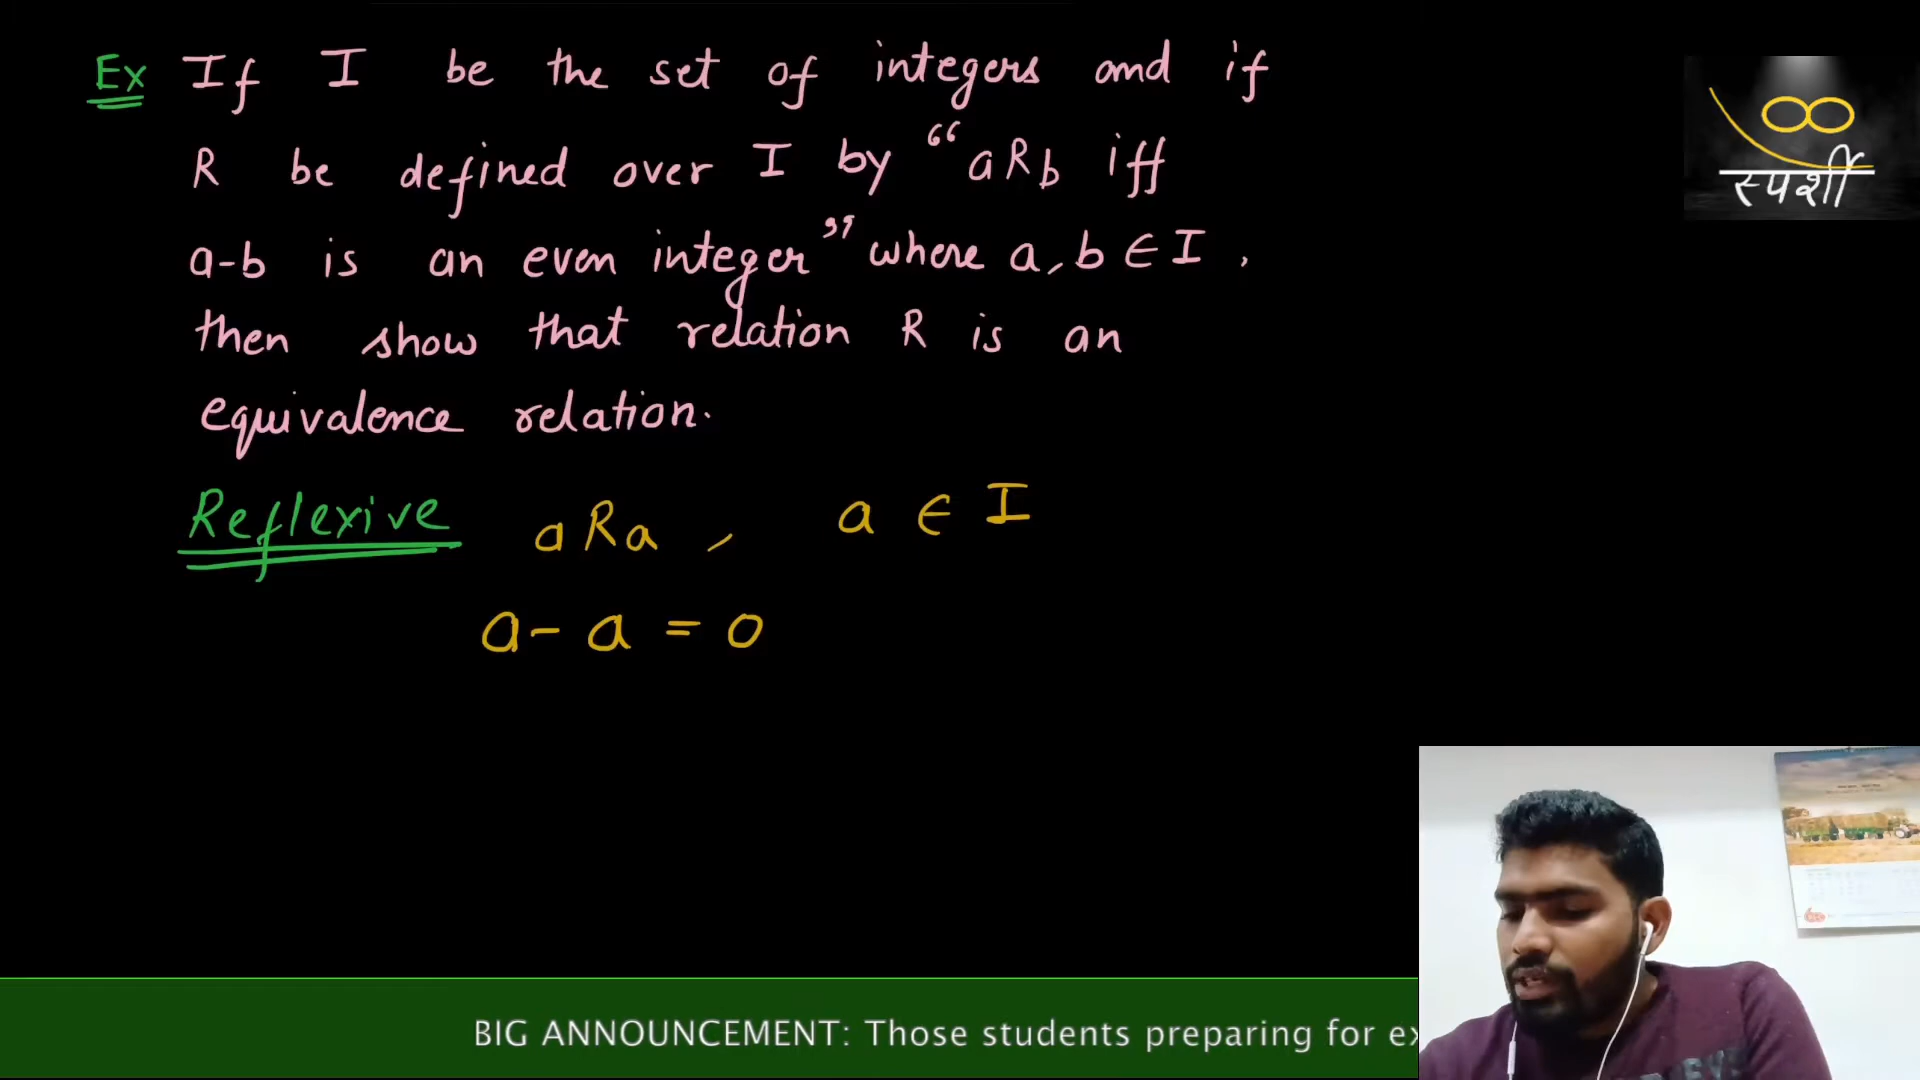 Ex If I be the set of integers and if
R be defined over I by “aRb iff
a-b is an even integer” where a, b ∈ I,
then show that relation R is an
equivalence relation.
Reflexive aRa, a ∈ I
a - a = 0
स्पर्शी
BIG ANNOUNCEMENT: Those students preparing for ex